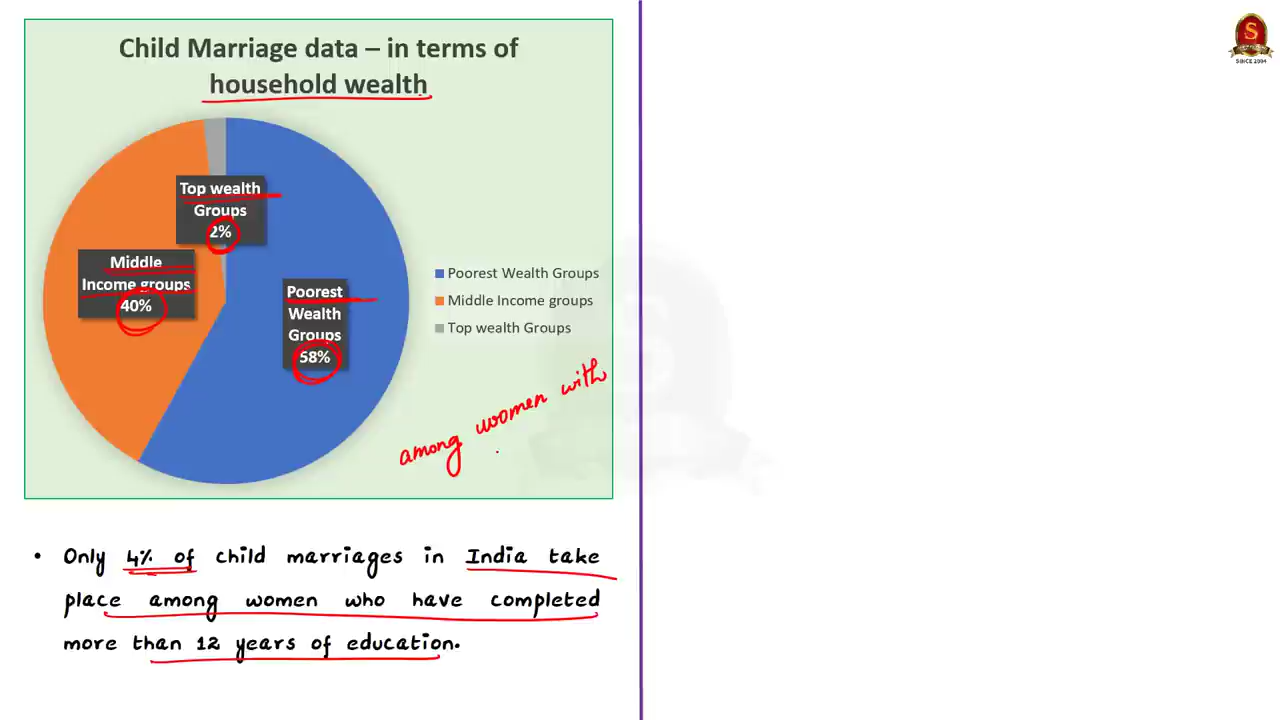 Child Marriage data – in terms of
household wealth
Top wealth
Groups
2%
Middle
Income groups
40%
Poorest
Wealth
Groups
58%
Poorest Wealth Groups
Middle Income groups
Top wealth Groups
among women with
• Only 4% of child marriages in India take
place among women who have completed
more than 12 years of education.
S
SINCE 2004